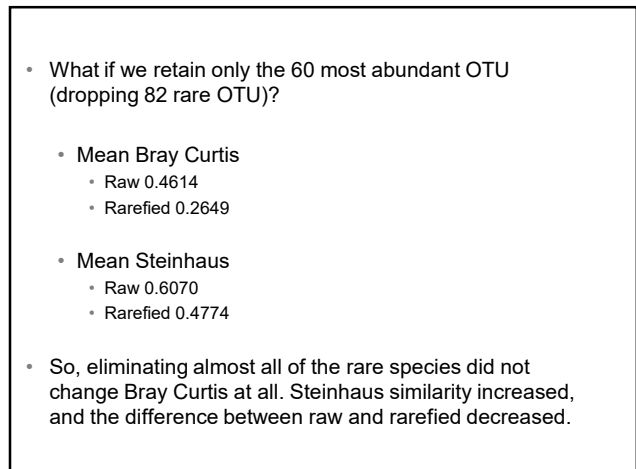 • What if we retain only the 60 most abundant OTU
(dropping 82 rare OTU)?
• Mean Bray Curtis
• Raw 0.4614
• Rarefied 0.2649
• Mean Steinhaus
• Raw 0.6070
• Rarefied 0.4774
• So, eliminating almost all of the rare species did not
change Bray Curtis at all. Steinhaus similarity increased,
and the difference between raw and rarefied decreased.